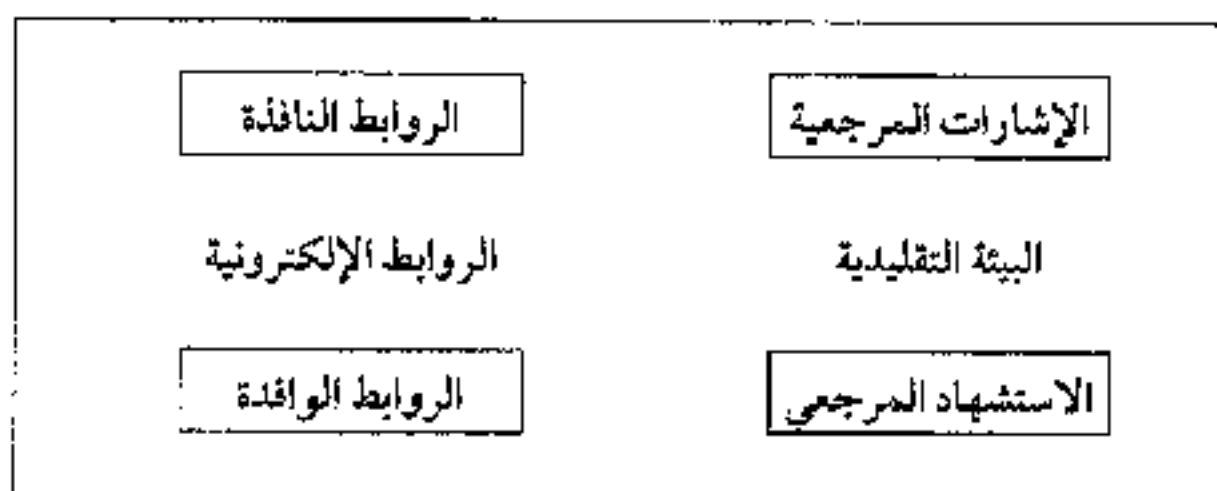 الإشارات المرجعية
الروابط النافذة
البيئة التقليدية
الروابط الإلكترونية
الاستشهاد المرجعي
الروابط الوافدة